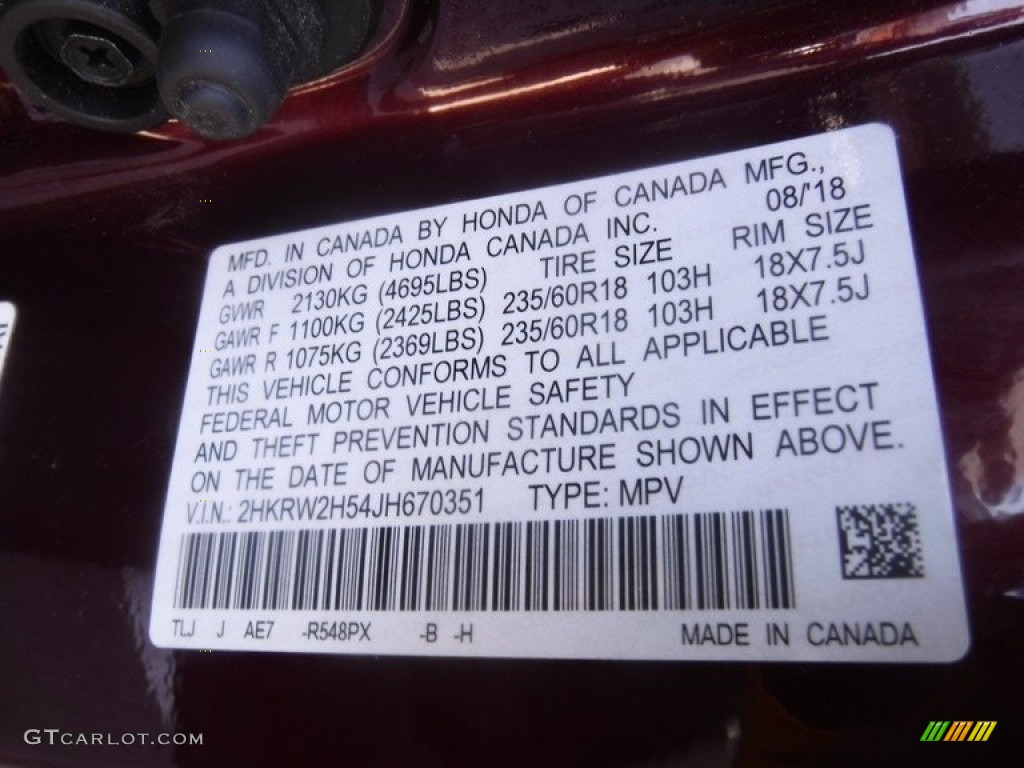 MFD. IN CANADA BY HONDA OF CANADA MFG.,
A DIVISION OF HONDA CANADA INC. 08/'18
GVWR 2130KG (4695LBS) TIRE SIZE RIM SIZE
GAWR F 1100KG (2425LBS) 235/60R18 103H 18X7.5J
GAWR R 1075KG (2369LBS) 235/60R18 103H 18X7.5J
THIS VEHICLE CONFORMS TO ALL APPLICABLE
FEDERAL MOTOR VEHICLE SAFETY
AND THEFT PREVENTION STANDARDS IN EFFECT
ON THE DATE OF MANUFACTURE SHOWN ABOVE.
V.I.N.: 2HKRW2H54JH670351 TYPE: MPV
TLJ J AE7 -R548PX -B -H MADE IN CANADA
GTCARLOT.COM